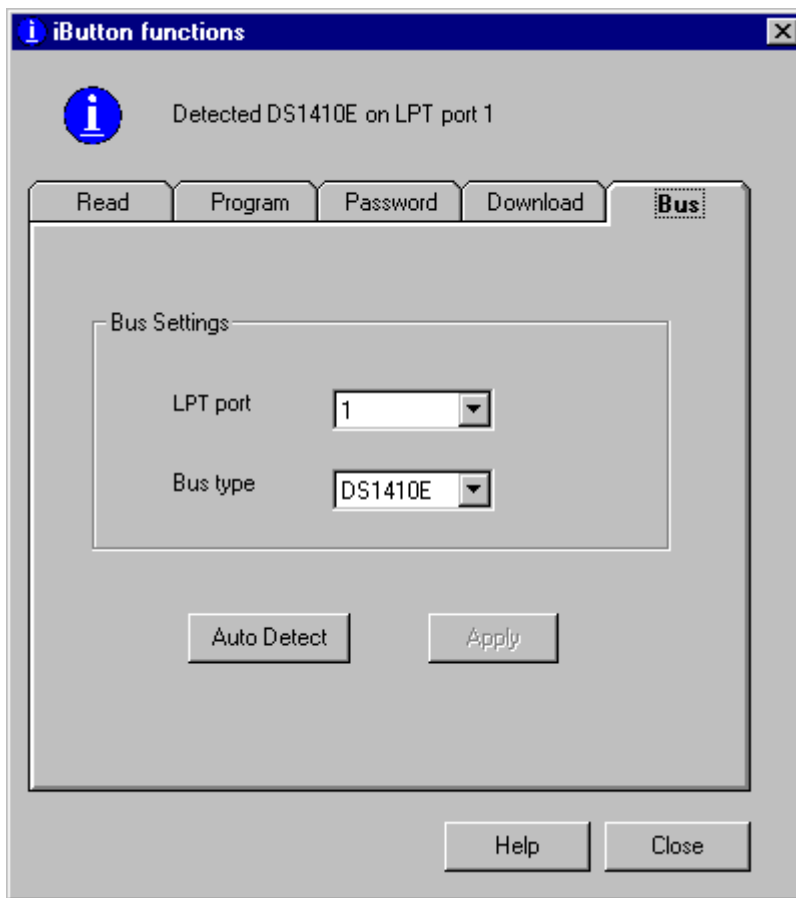 iButton functions
Detected DS1410E on LPT port 1
Read Program Password Download Bus
Bus Settings
LPT port 1
Bus type DS1410E
Auto Detect Apply
Help Close